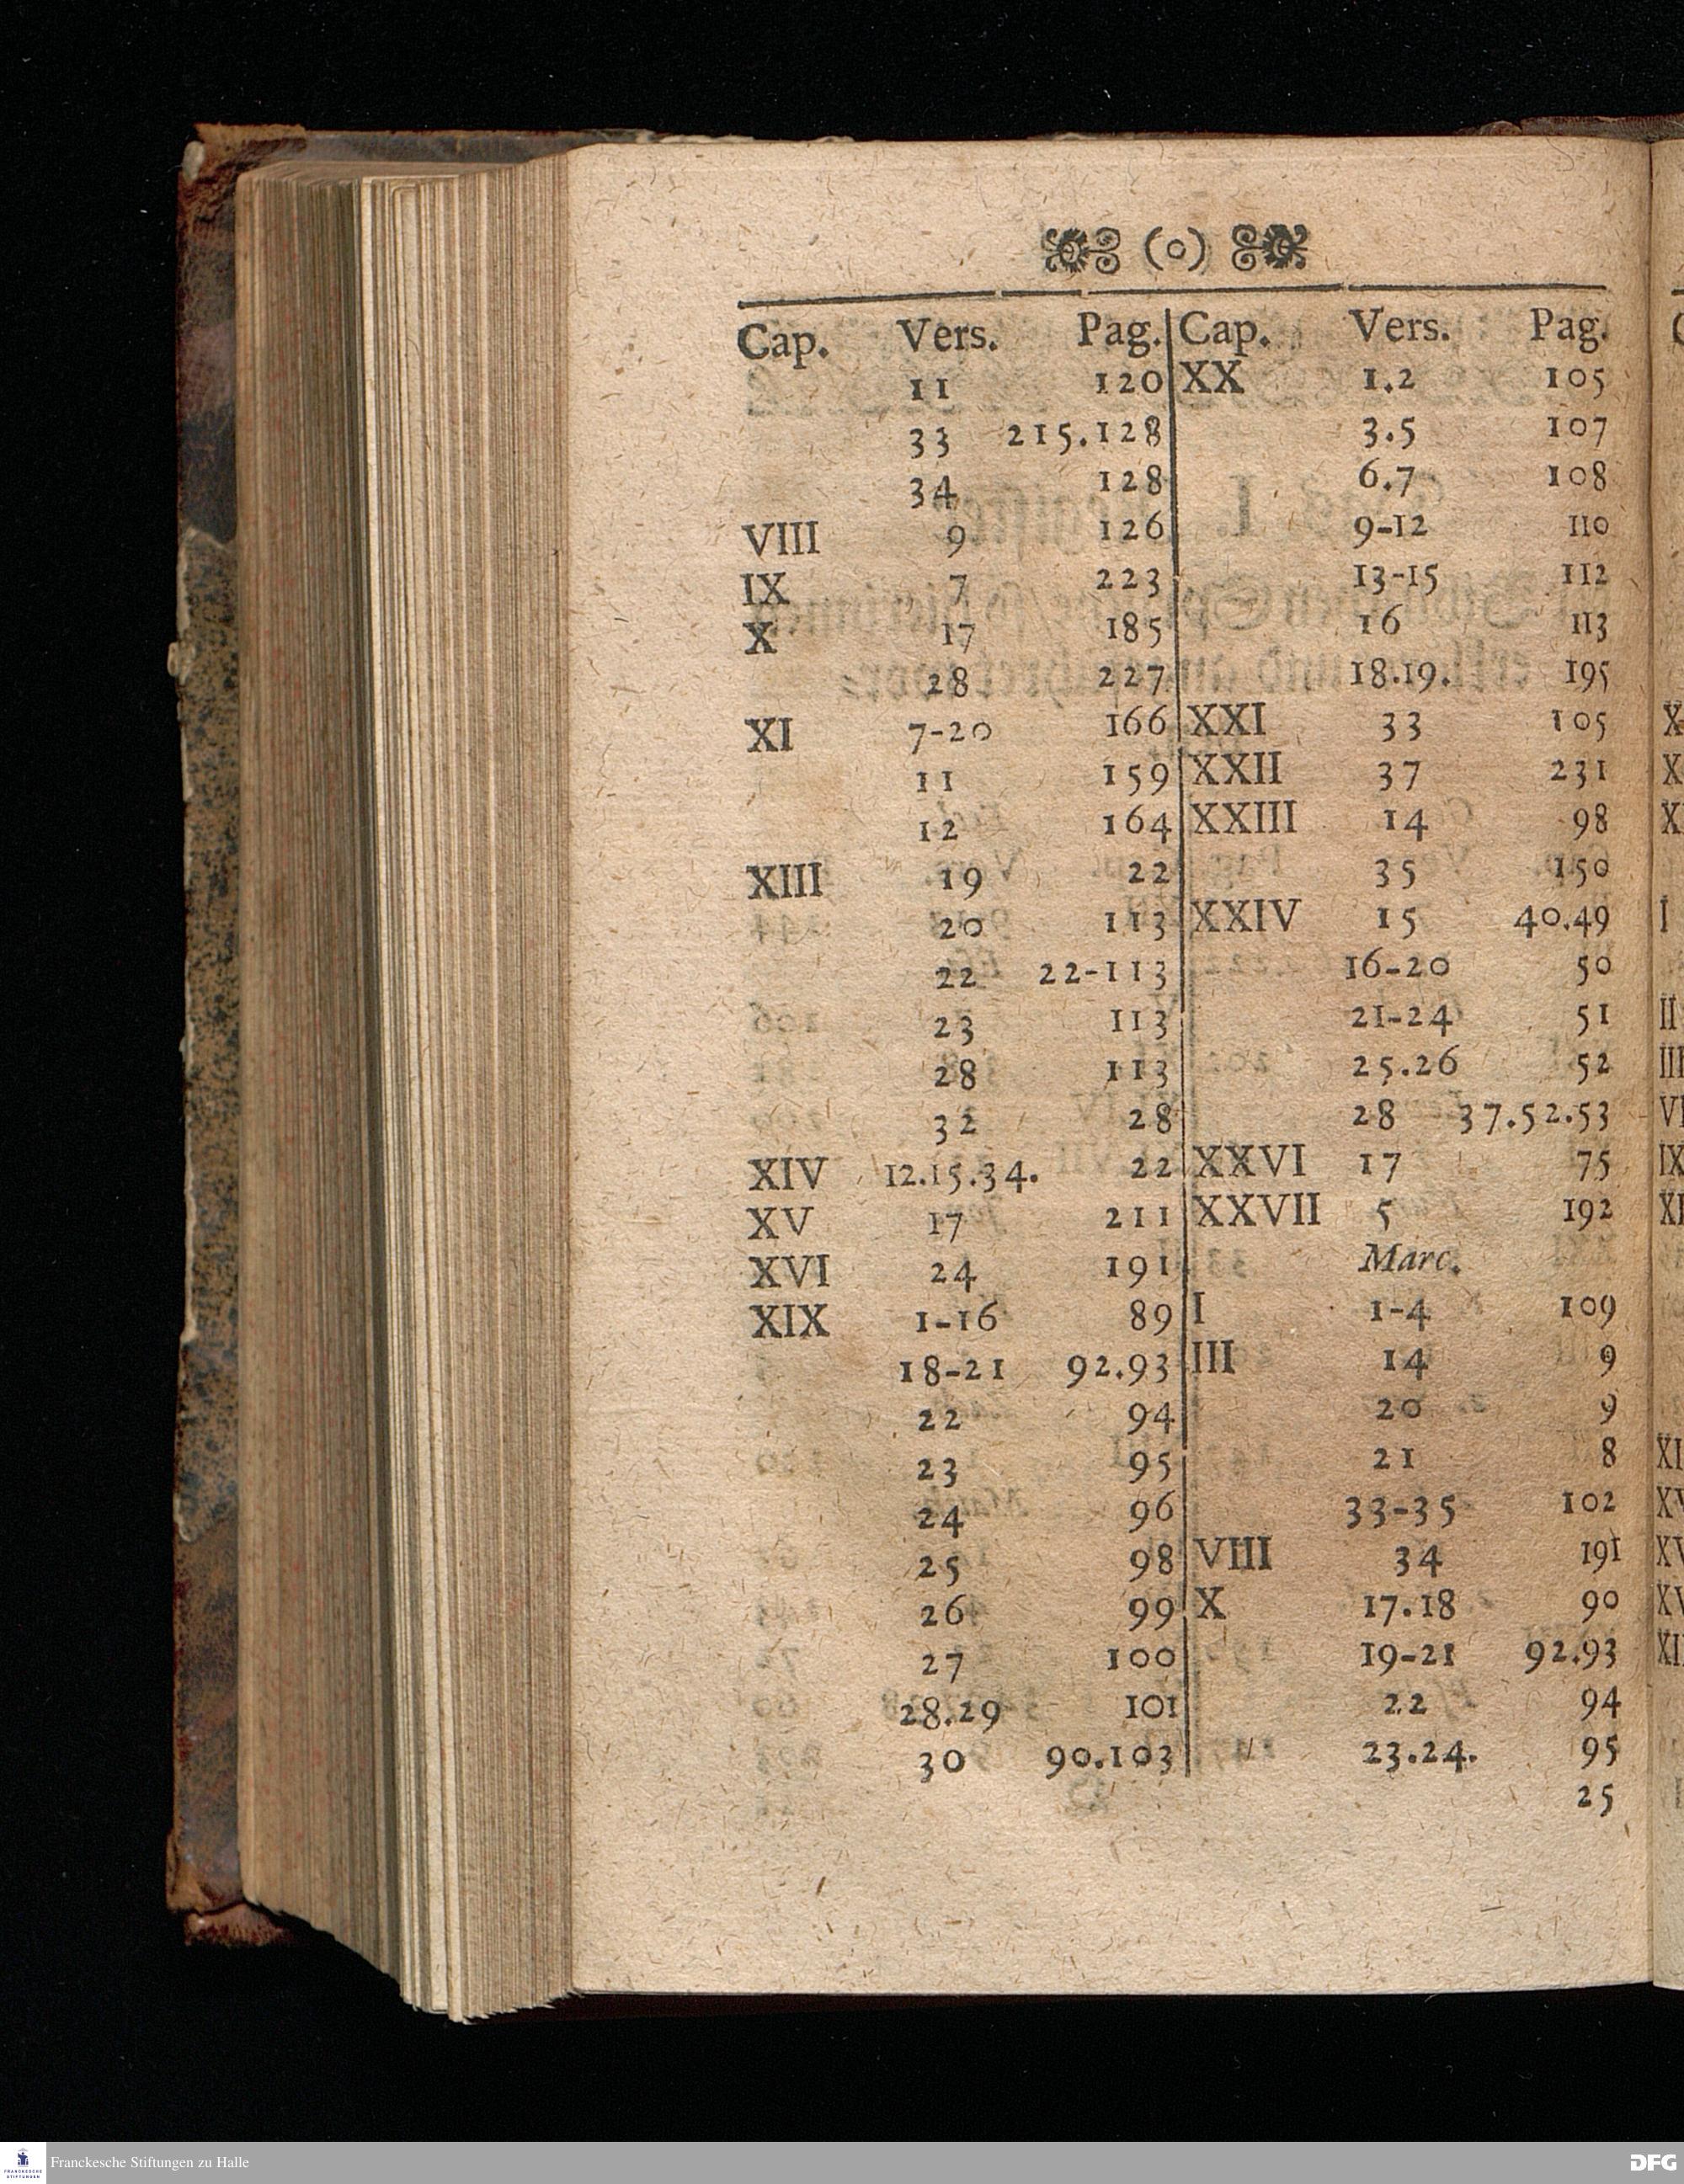 (o)
Cap. Vers. Pag.
11 120
33 215.128
34 128
VIII 9 126
IX 7 223
X 17 185
28 227
XI 7-20 166
11 159
12 164
XIII 19 22
20 113
22 22-113
23 113
28 113
32 28
XIV 12.15.34. 22
XV 17 211
XVI 24 191
XIX 1-16 89
18-21 92.93
22 94
23 95
24 96
25 98
26 99
27 100
28.29 101
30 90.103
Cap. Vers. Pag.
XX 1.2 105
3.5 107
6.7 108
9-12 110
13-15 112
16 113
18.19. 195
XXI 33 105
XXII 37 231
XXIII 14 98
35 150
XXIV 15 40.49
16-20 50
21-24 51
25.26 52
28 37.52.53
XXVI 17 75
XXVII 5 192
Marc.
I 1-4 109
III 14 9
20 9
21 8
33-35 102
VIII 34 191
X 17.18 90
19-21 92.93
22 94
23.24. 95
25
Franckesche Stiftungen zu Halle
DFG